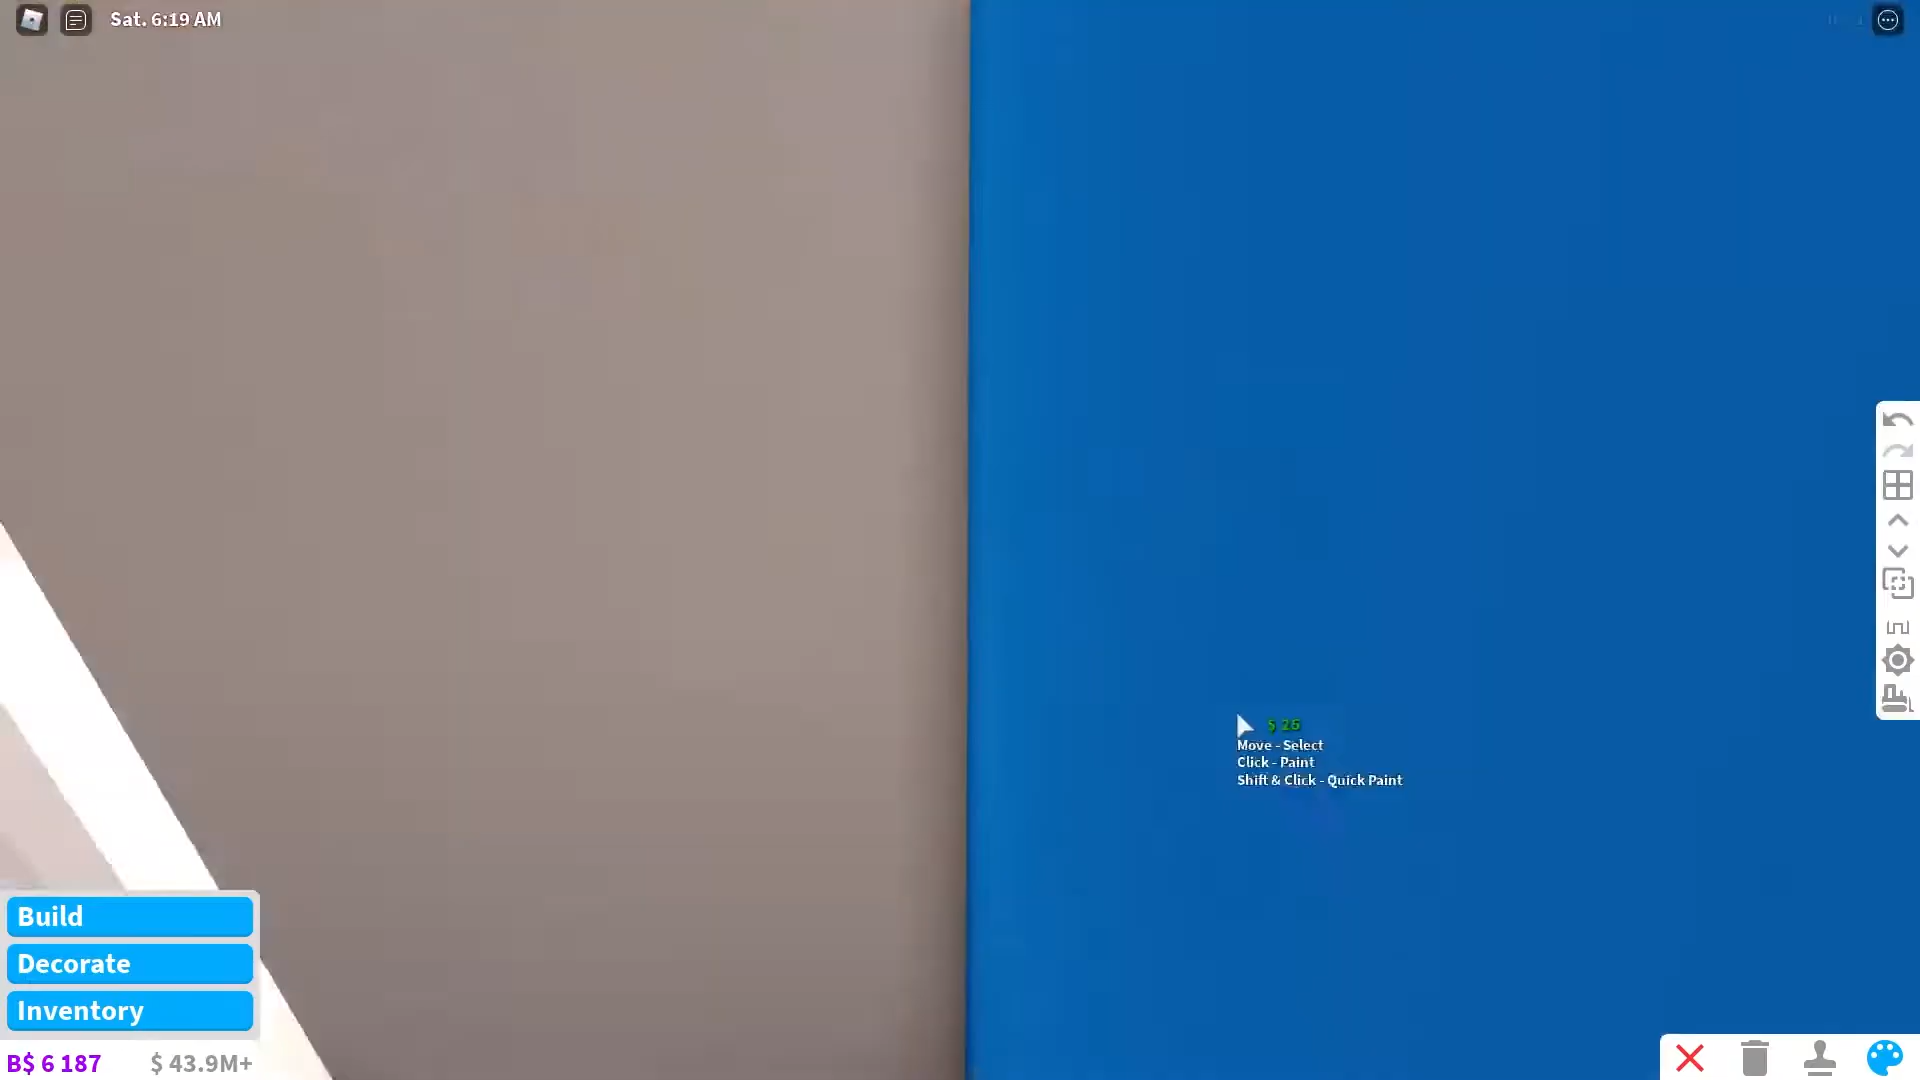 Sat. 6:19 AM
$ 26
Move - Select
Click - Paint
Shift & Click - Quick Paint
Build
Decorate
Inventory
B$ 6 187
$ 43.9M+